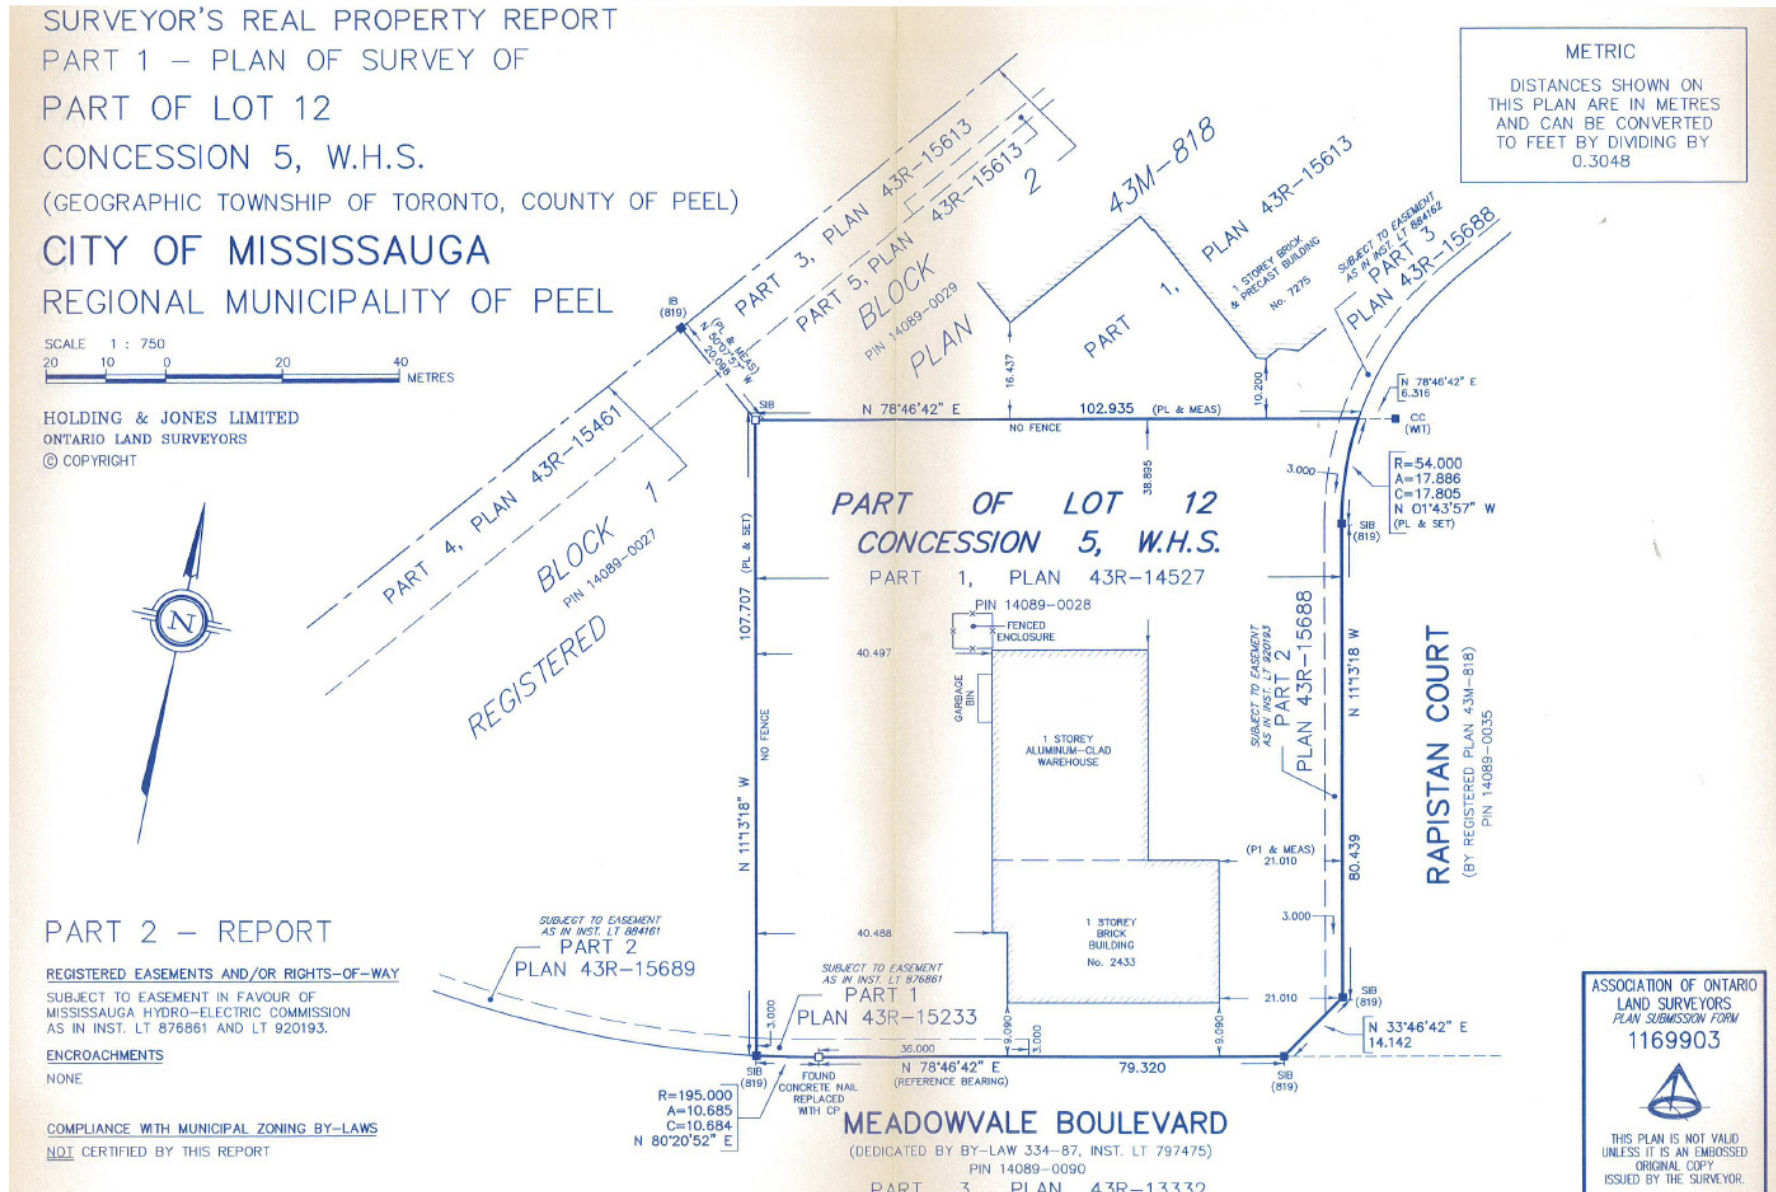 SURVEYOR'S REAL PROPERTY REPORT
PART 1 – PLAN OF SURVEY OF
PART OF LOT 12
CONCESSION 5, W.H.S.
(GEOGRAPHIC TOWNSHIP OF TORONTO, COUNTY OF PEEL)
CITY OF MISSISSAUGA
REGIONAL MUNICIPALITY OF PEEL
SCALE 1 : 750
20 10 0 20 40
METRES
HOLDING & JONES LIMITED
ONTARIO LAND SURVEYORS
© COPYRIGHT
METRIC
DISTANCES SHOWN ON
THIS PLAN ARE IN METRES
AND CAN BE CONVERTED
TO FEET BY DIVIDING BY
0.3048
N
PART 3, PLAN 43R-15613
PART 5, PLAN 43R-15613
BLOCK 2
PIN 14089-0029
PLAN 43M-818
PART 1, PLAN 43R-15613
1 STOREY BRICK
& PRECAST BUILDING
No. 7275
SUBJECT TO EASEMENT
AS IN INST. LT 884162
PART 3
PLAN 43R-15688
IB
(819)
(PL & MEAS)
N 50°07'57" W
20.098
SIB
16.437
10.200
N 78°46'42" E
102.935 (PL & MEAS)
NO FENCE
N 78°46'42" E
6.316
CC
(WIT)
3.000
R=54.000
A=17.886
C=17.805
N 01°43'57" W
(PL & SET)
SIB
(819)
38.895
PART 4, PLAN 43R-15461
BLOCK 1
PIN 14089-0027
REGISTERED
PART OF LOT 12
CONCESSION 5, W.H.S.
PART 1, PLAN 43R-14527
PIN 14089-0028
FENCED
ENCLOSURE
107.707 (PL & SET)
NO FENCE
N 11°13'18" W
40.497
GARBAGE
BIN
1 STOREY
ALUMINUM-CLAD
WAREHOUSE
SUBJECT TO EASEMENT
AS IN INST. LT 920193
PART 2
PLAN 43R-15688
N 11°13'18" W
80.439
RAPISTAN COURT
(BY REGISTERED PLAN 43M-818)
PIN 14089-0035
(P1 & MEAS)
21.010
3.000
40.488
1 STOREY
BRICK
BUILDING
No. 2433
21.010
SIB
(819)
N 33°46'42" E
14.142
PART 2 – REPORT
REGISTERED EASEMENTS AND/OR RIGHTS-OF-WAY
SUBJECT TO EASEMENT IN FAVOUR OF
MISSISSAUGA HYDRO-ELECTRIC COMMISSION
AS IN INST. LT 876861 AND LT 920193.
ENCROACHMENTS
NONE
COMPLIANCE WITH MUNICIPAL ZONING BY-LAWS
NOT CERTIFIED BY THIS REPORT
SUBJECT TO EASEMENT
AS IN INST. LT 884161
PART 2
PLAN 43R-15689
SUBJECT TO EASEMENT
AS IN INST. LT 876861
PART 1
PLAN 43R-15233
3.000
36.000
9.090
3.000
9.090
SIB
(819)
FOUND
CONCRETE NAIL
REPLACED
WITH CP
N 78°46'42" E
(REFERENCE BEARING)
79.320
SIB
(819)
R=195.000
A=10.685
C=10.684
N 80°20'52" E
MEADOWVALE BOULEVARD
(DEDICATED BY BY-LAW 334-87, INST. LT 797475)
PIN 14089-0090
PART 3 PLAN 43R-13332
ASSOCIATION OF ONTARIO
LAND SURVEYORS
PLAN SUBMISSION FORM
1169903
THIS PLAN IS NOT VALID
UNLESS IT IS AN EMBOSSED
ORIGINAL COPY
ISSUED BY THE SURVEYOR.